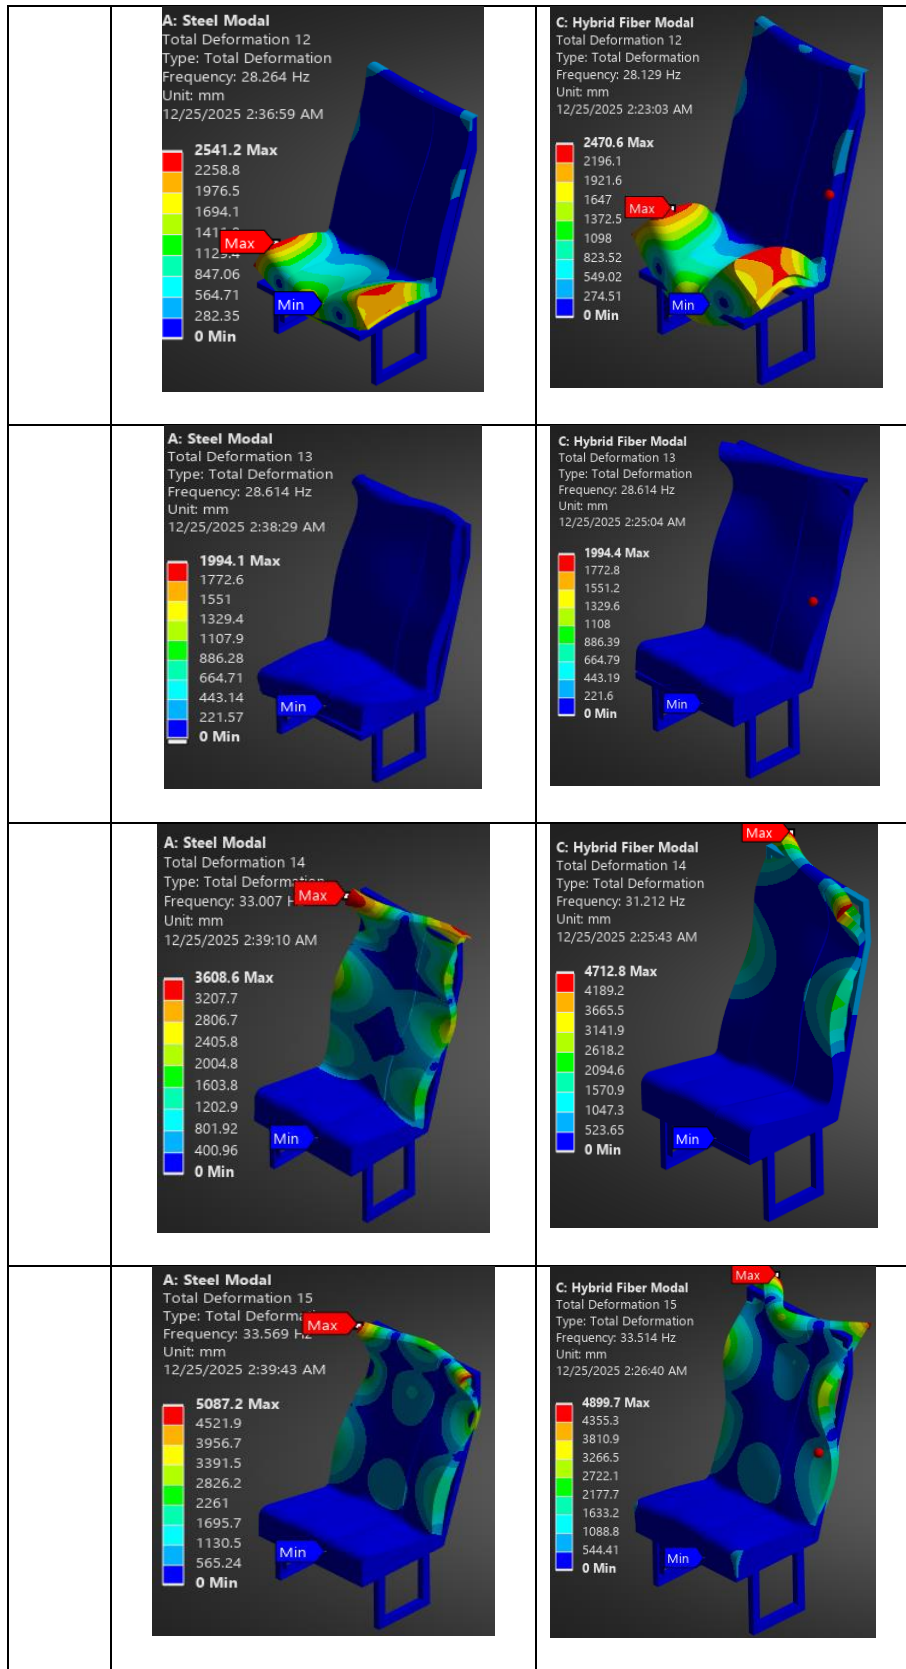 A: Steel Modal
Total Deformation 12
Type: Total Deformation
Frequency: 28.264 Hz
Unit: mm
12/25/2025 2:36:59 AM
2541.2 Max
2258.8
1976.5
1694.1
Max
847.06
564.71
282.35
0 Min
Min
C: Hybrid Fiber Modal
Total Deformation 12
Type: Total Deformation
Frequency: 28.129 Hz
Unit: mm
12/25/2025 2:23:03 AM
2470.6 Max
2196.1
1921.6
1647
1372.5
1098
823.52
549.02
274.51
0 Min
Max
Min
A: Steel Modal
Total Deformation 13
Type: Total Deformation
Frequency: 28.614 Hz
Unit: mm
12/25/2025 2:38:29 AM
1994.1 Max
1772.6
1551
1329.4
1107.9
886.28
664.71
443.14
221.57
0 Min
Min
C: Hybrid Fiber Modal
Total Deformation 13
Type: Total Deformation
Frequency: 28.614 Hz
Unit: mm
12/25/2025 2:25:04 AM
1994.4 Max
1772.8
1551.2
1329.6
1108
886.39
664.79
443.19
221.6
0 Min
Min
A: Steel Modal
Total Deformation 14
Type: Total Deformation
Frequency: 33.007 H
Unit: mm
12/25/2025 2:39:10 AM
Max
3608.6 Max
3207.7
2806.7
2405.8
2004.8
1603.8
1202.9
801.92
400.96
0 Min
Min
C: Hybrid Fiber Modal
Total Deformation 14
Type: Total Deformation
Frequency: 31.212 Hz
Unit: mm
12/25/2025 2:25:43 AM
Max
4712.8 Max
4189.2
3665.5
3141.9
2618.2
2094.6
1570.9
1047.3
523.65
0 Min
Min
A: Steel Modal
Total Deformation 15
Type: Total Deforma
Frequency: 33.569 Hz
Unit: mm
12/25/2025 2:39:43 AM
Max
5087.2 Max
4521.9
3956.7
3391.5
2826.2
2261
1695.7
1130.5
565.24
0 Min
Min
C: Hybrid Fiber Modal
Total Deformation 15
Type: Total Deformation
Frequency: 33.514 Hz
Unit: mm
12/25/2025 2:26:40 AM
Max
4899.7 Max
4355.3
3810.9
3266.5
2722.1
2177.7
1633.2
1088.8
544.41
0 Min
Min